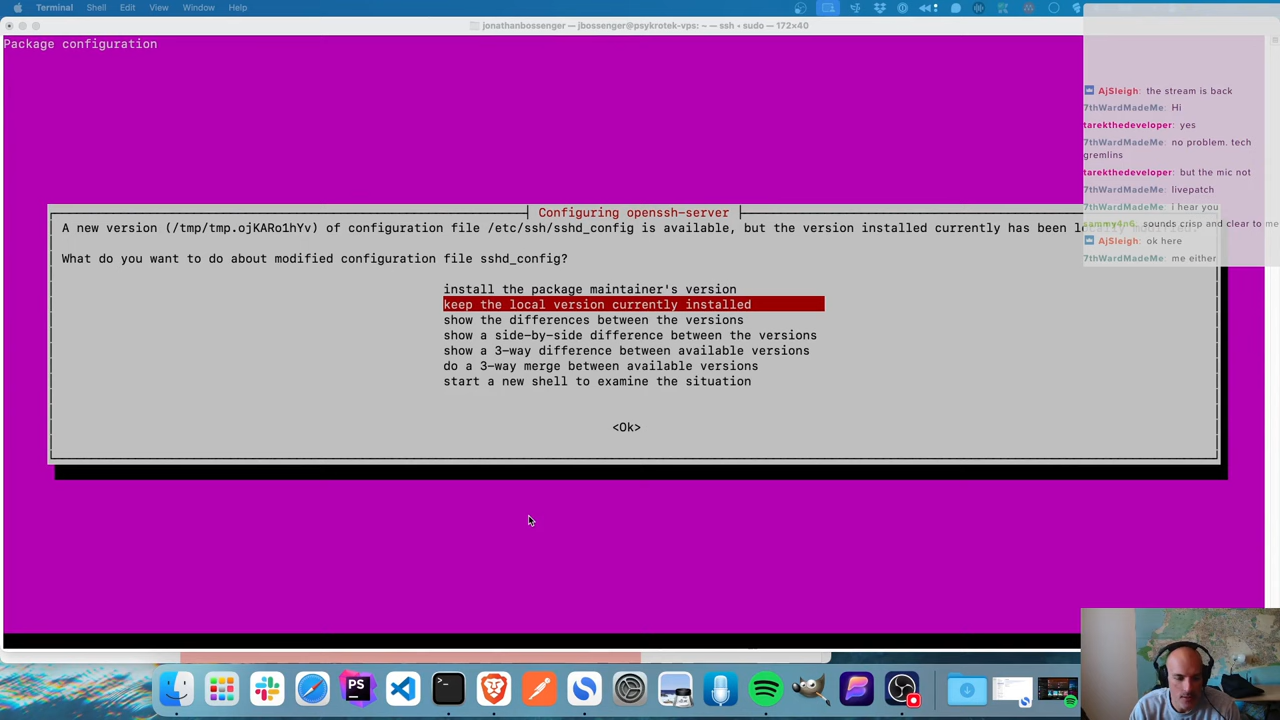 Terminal Shell Edit View Window Help
jonathanbossenger — jbossenger@psykrotek-vps: ~ — ssh ‹ sudo — 172×40
Package configuration
AjSleigh: the stream is back
7thWardMadeMe: Hi
tarekthedeveloper: yes
7thWardMadeMe: no problem. tech
gremlins
tarekthedeveloper: but the mic not
7thWardMadeMe: livepatch
7thWardMadeMe: i hear you
sammy4n6: sounds crisp and clear to me
AjSleigh: ok here
7thWardMadeMe: me either
Configuring openssh-server
A new version (/tmp/tmp.ojKARo1hYv) of configuration file /etc/ssh/sshd_config is available, but the version installed currently has been
What do you want to do about modified configuration file sshd_config?
install the package maintainer's version
keep the local version currently installed
show the differences between the versions
show a side-by-side difference between the versions
show a 3-way difference between available versions
do a 3-way merge between available versions
start a new shell to examine the situation
<Ok>
PS